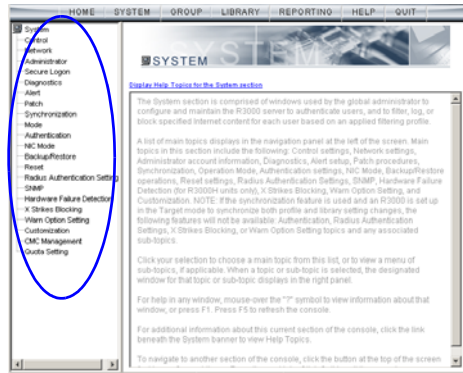 HOME SYSTEM GROUP LIBRARY REPORTING HELP QUIT
System
Control
Network
Administrator
Secure Logon
Diagnostics
Alert
Patch
Synchronization
Mode
Authentication
NIC Mode
Backup/Restore
Reset
Radius Authentication Setting
SNMP
Hardware Failure Detection
X Strikes Blocking
Warn Option Setting
Customization
CMC Management
Quota Setting
SYSTEM
SYSTEM
Display Help Topics for the System section
The System section is comprised of windows used by the global administrator to
configure and maintain the R3000 server to authenticate users, and to filter, log, or
block specified Internet content for each user based on an applied filtering profile.
A list of main topics displays in the navigation panel at the left of the screen. Main
topics in this section include the following: Control settings, Network settings,
Administrator account information, Diagnostics, Alert setup, Patch procedures,
Synchronization, Operation Mode, Authentication settings, NIC Mode, Backup/Restore
operations, Reset settings, Radius Authentication Settings, SNMP, Hardware Failure
Detection (for R3000H units only), X Strikes Blocking, Warn Option Setting, and
Customization. NOTE: If the synchronization feature is used and an R3000 is set up
in the Target mode to synchronize both profile and library setting changes, the
following features will not be available: Authentication, Radius Authentication
Settings, X Strikes Blocking, or Warn Option Setting topics and any associated
sub-topics.
Click your selection to choose a main topic from this list, or to view a menu of
sub-topics, if applicable. When a topic or sub-topic is selected, the designated
window for that topic or sub-topic displays in the right panel.
For help in any window, mouse-over the "?" symbol to view information about that
window, or press F1. Press F5 to refresh the console.
For additional information about this current section of the console, click the link
beneath the System banner to view Help Topics.
To navigate to another section of the console, click the button at the top of the screen